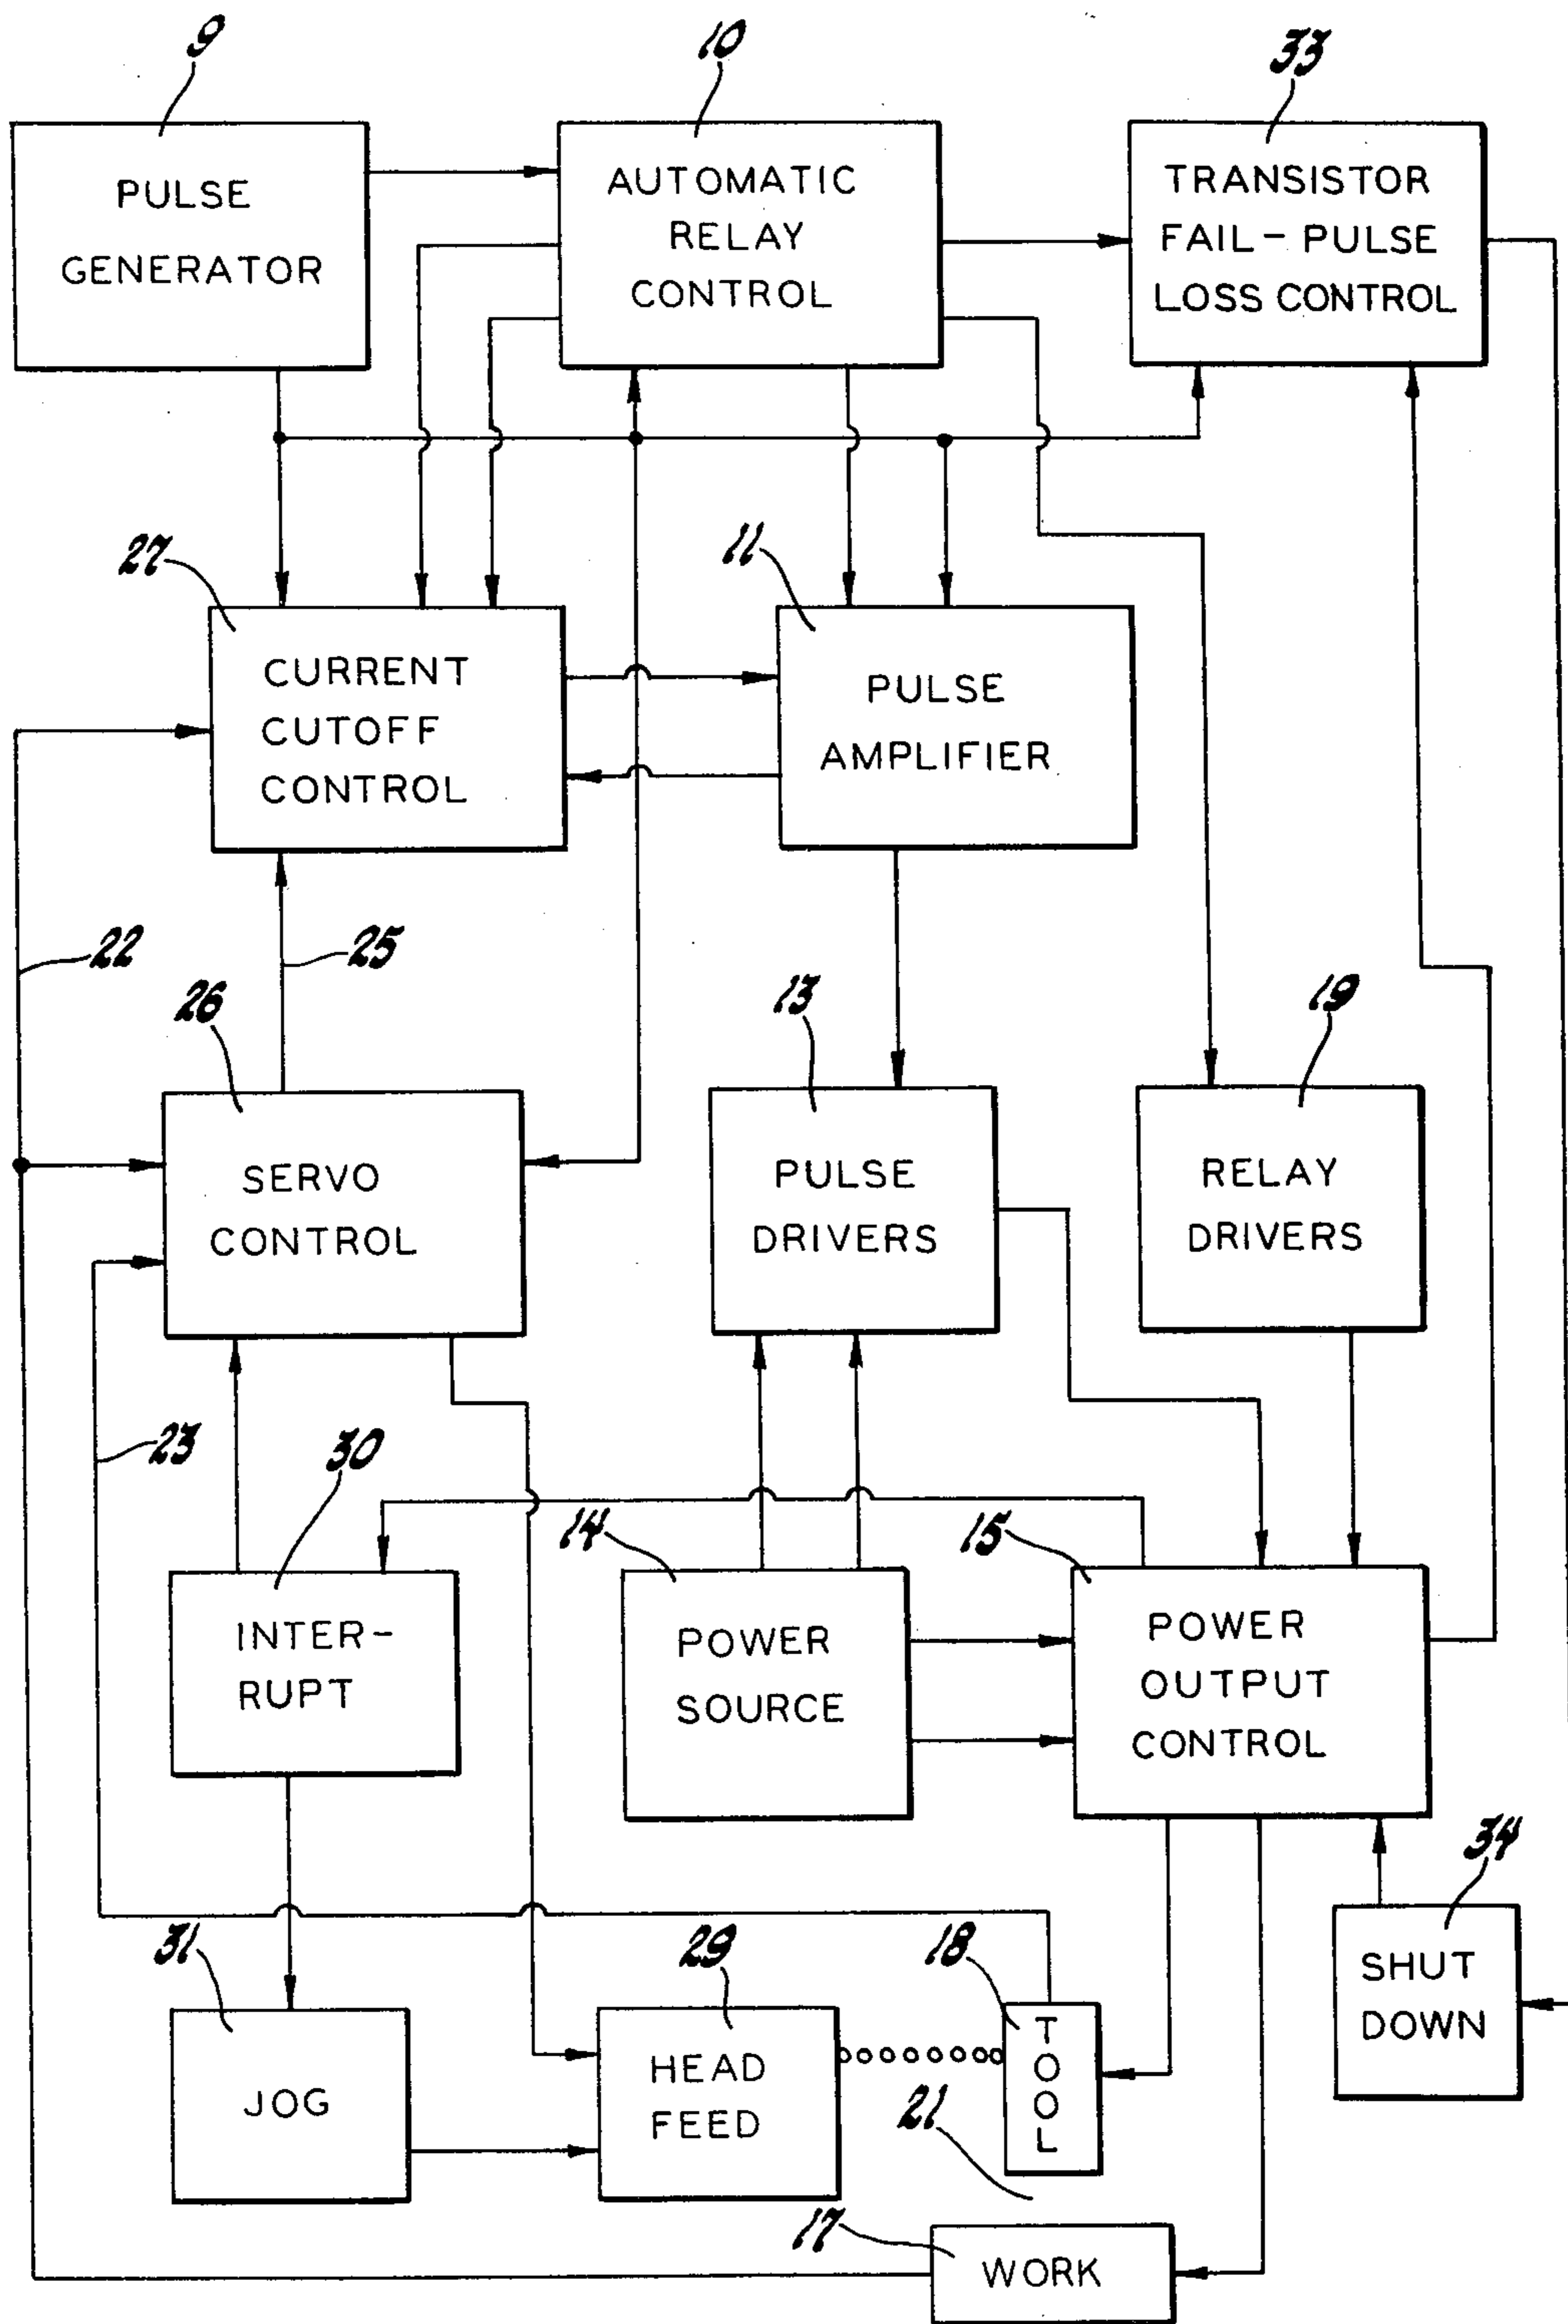 9
10
33
PULSE
GENERATOR
AUTOMATIC
RELAY
CONTROL
TRANSISTOR
FAIL - PULSE
LOSS CONTROL
27
11
CURRENT
CUTOFF
CONTROL
PULSE
AMPLIFIER
22
25
26
13
19
SERVO
CONTROL
PULSE
DRIVERS
RELAY
DRIVERS
23
30
14
15
INTER-
RUPT
POWER
SOURCE
POWER
OUTPUT
CONTROL
34
31
29
18
SHUT
DOWN
JOG
HEAD
FEED
TOOL
21
17
WORK